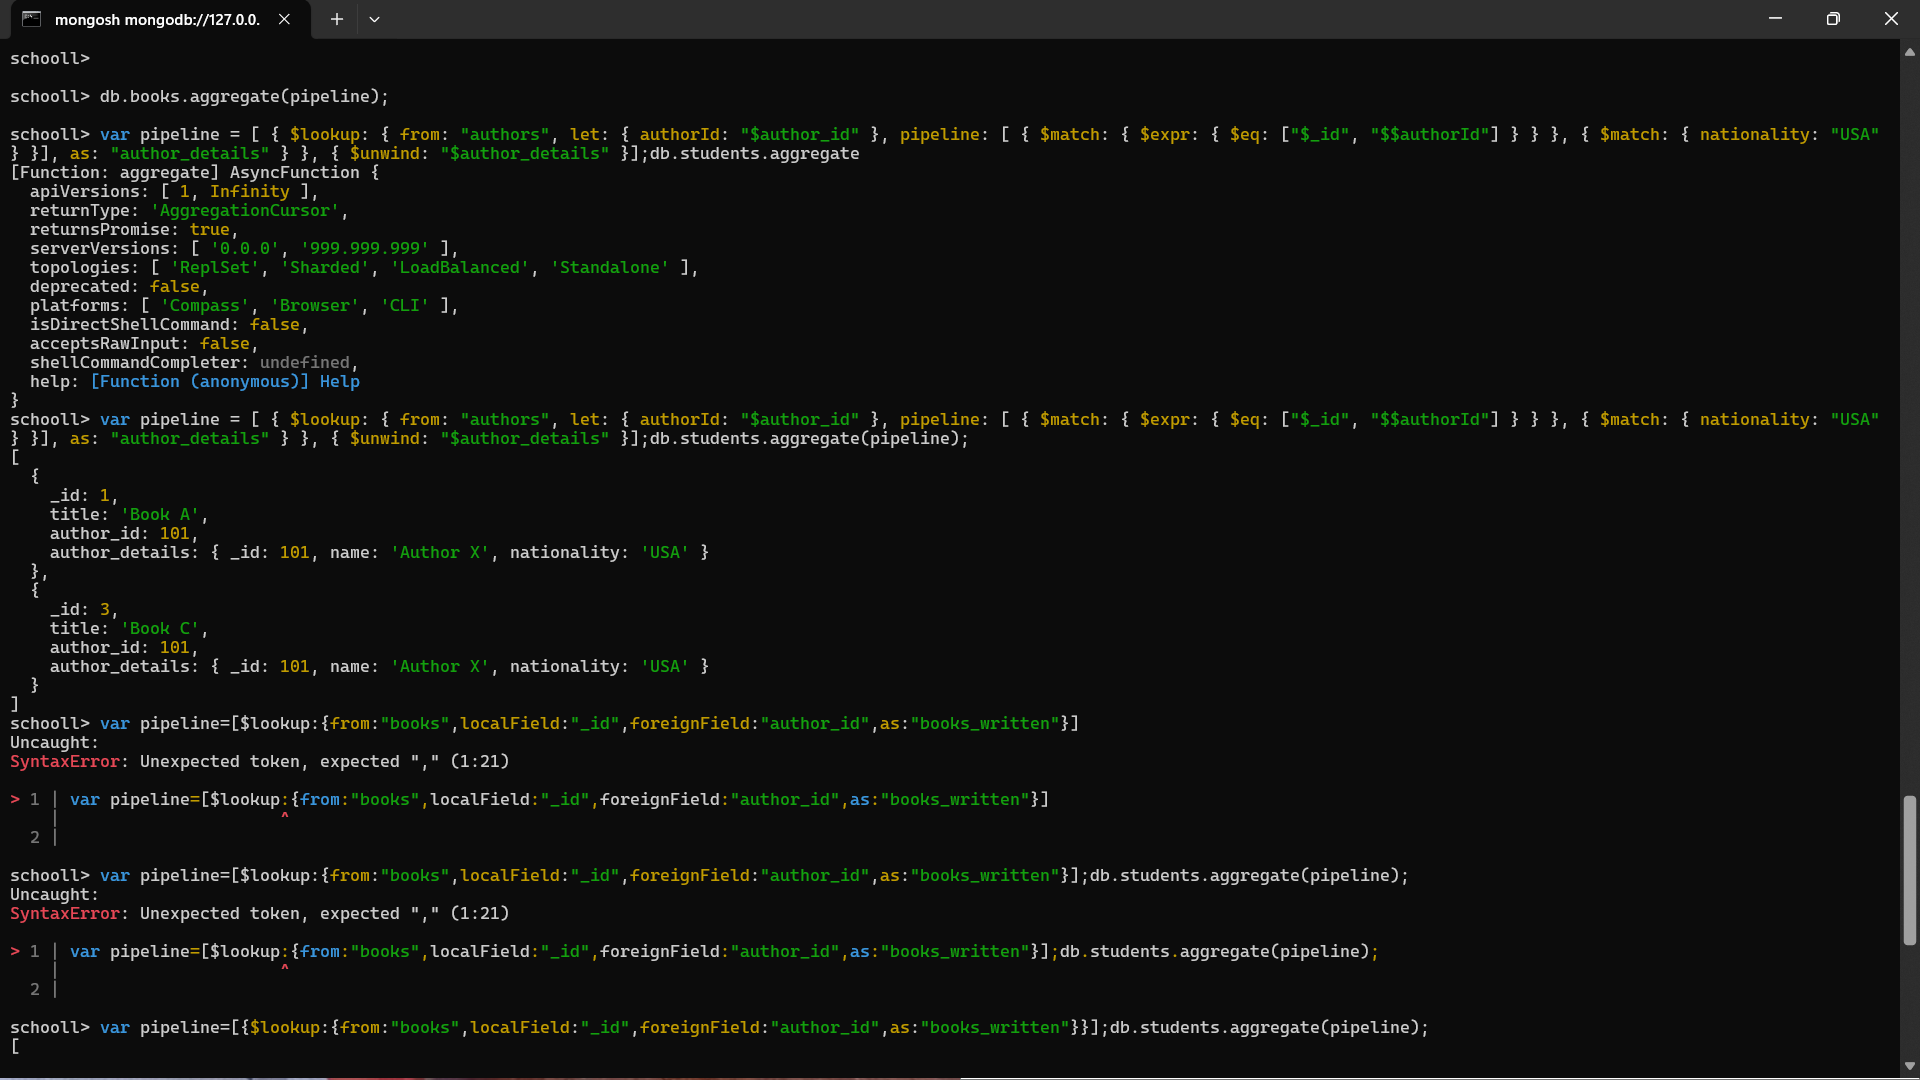 mongosh mongodb://127.0.0.
schooll>
schooll> db.books.aggregate(pipeline);
schooll> var pipeline = [ { $lookup: { from: "authors", let: { authorId: "$author_id" }, pipeline: [ { $match: { $expr: { $eq: ["$_id", "$$authorId"] } } }, { $match: { nationality: "USA"
} }], as: "author_details" } }, { $unwind: "$author_details" }];db.students.aggregate
[Function: aggregate] AsyncFunction {
  apiVersions: [ 1, Infinity ],
  returnType: 'AggregationCursor',
  returnsPromise: true,
  serverVersions: [ '0.0.0', '999.999.999' ],
  topologies: [ 'ReplSet', 'Sharded', 'LoadBalanced', 'Standalone' ],
  deprecated: false,
  platforms: [ 'Compass', 'Browser', 'CLI' ],
  isDirectShellCommand: false,
  acceptsRawInput: false,
  shellCommandCompleter: undefined,
  help: [Function (anonymous)] Help
}
schooll> var pipeline = [ { $lookup: { from: "authors", let: { authorId: "$author_id" }, pipeline: [ { $match: { $expr: { $eq: ["$_id", "$$authorId"] } } }, { $match: { nationality: "USA"
} }], as: "author_details" } }, { $unwind: "$author_details" }];db.students.aggregate(pipeline);
[
  {
    _id: 1,
    title: 'Book A',
    author_id: 101,
    author_details: { _id: 101, name: 'Author X', nationality: 'USA' }
  },
  {
    _id: 3,
    title: 'Book C',
    author_id: 101,
    author_details: { _id: 101, name: 'Author X', nationality: 'USA' }
  }
]
schooll> var pipeline=[$lookup:{from:"books",localField:"_id",foreignField:"author_id",as:"books_written"}]
Uncaught:
SyntaxError: Unexpected token, expected "," (1:21)
> 1 | var pipeline=[$lookup:{from:"books",localField:"_id",foreignField:"author_id",as:"books_written"}]
    |                      ^
  2 |
schooll> var pipeline=[$lookup:{from:"books",localField:"_id",foreignField:"author_id",as:"books_written"}];db.students.aggregate(pipeline);
Uncaught:
SyntaxError: Unexpected token, expected "," (1:21)
> 1 | var pipeline=[$lookup:{from:"books",localField:"_id",foreignField:"author_id",as:"books_written"}];db.students.aggregate(pipeline);
    |                      ^
  2 |
schooll> var pipeline=[{$lookup:{from:"books",localField:"_id",foreignField:"author_id",as:"books_written"}}];db.students.aggregate(pipeline);
[